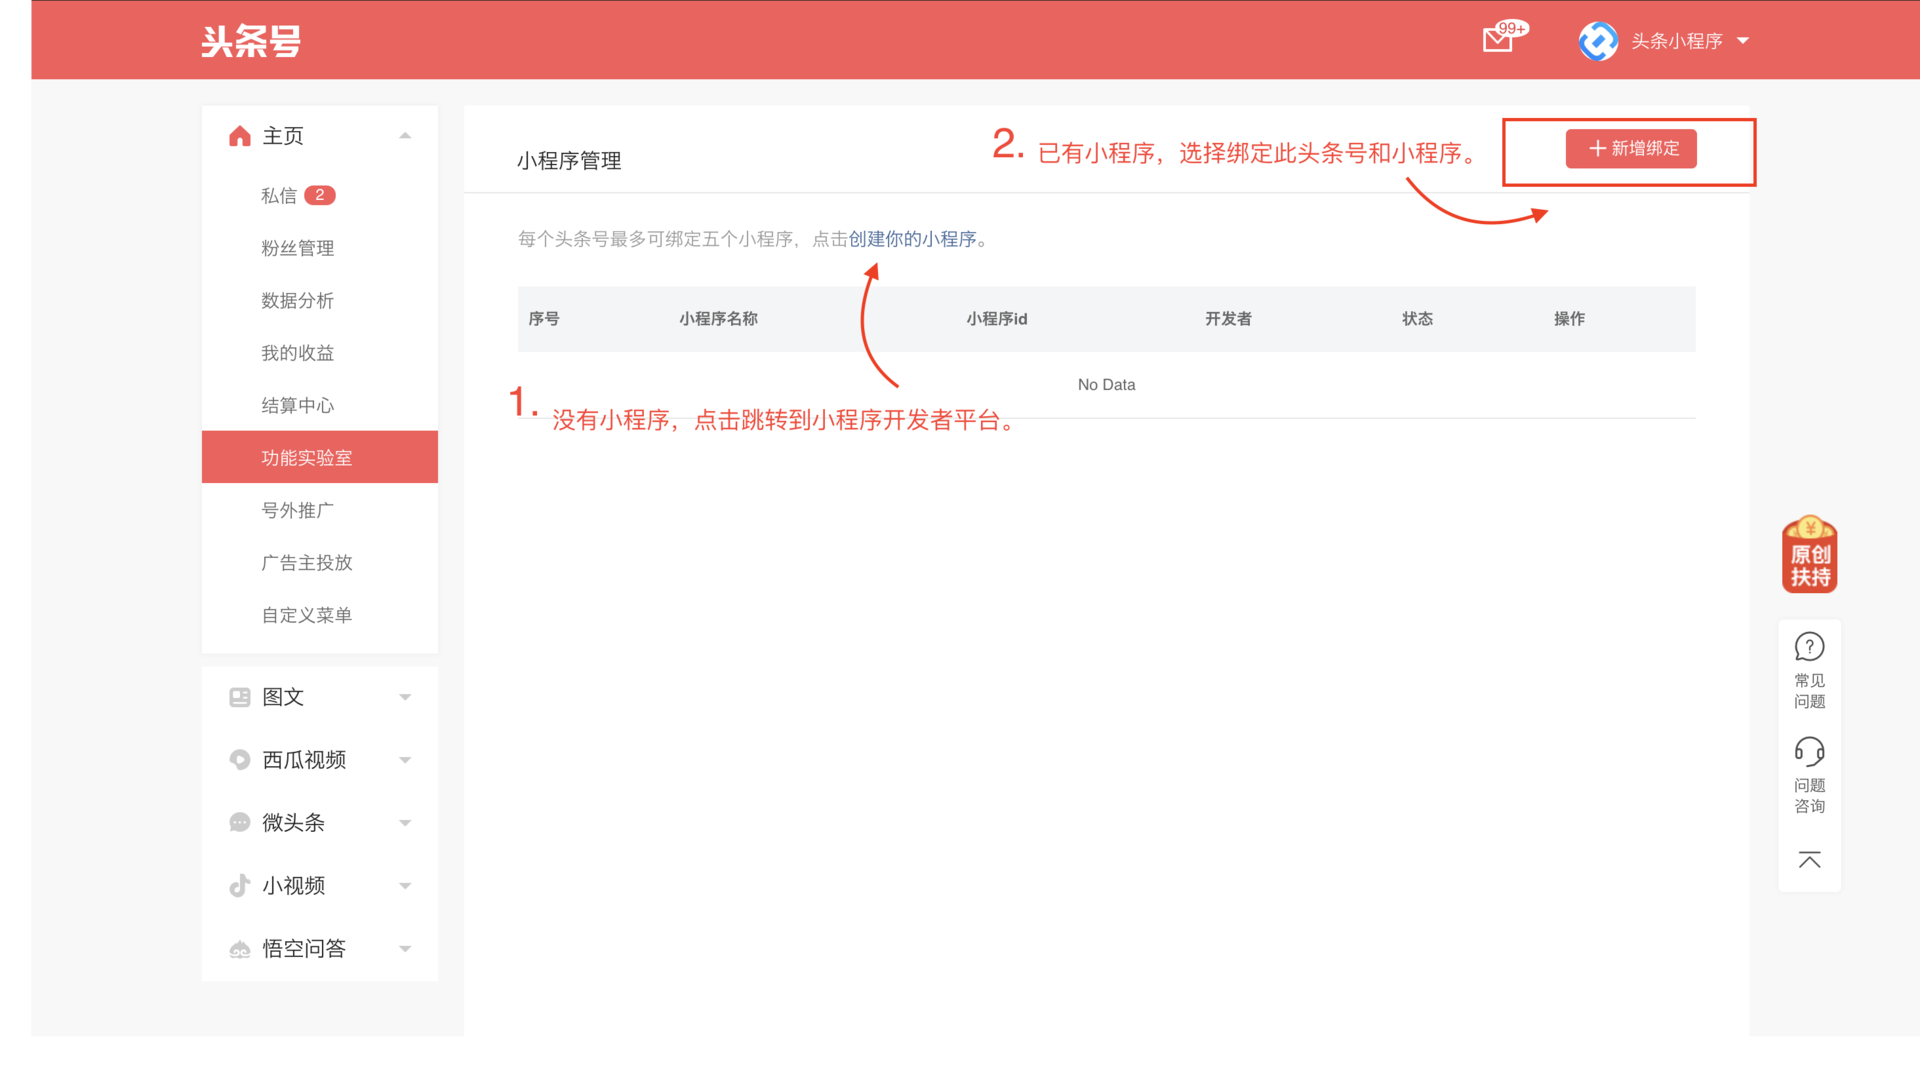 头条号
99+
头条小程序
主页
私信 2
粉丝管理
数据分析
我的收益
结算中心
功能实验室
号外推广
广告主投放
自定义菜单
图文
西瓜视频
微头条
小视频
悟空问答
小程序管理
2. 已有小程序，选择绑定此头条号和小程序。
＋新增绑定
每个头条号最多可绑定五个小程序，点击创建你的小程序。
序号 小程序名称 小程序id 开发者 状态 操作
No Data
1. 没有小程序，点击跳转到小程序开发者平台。
¥
原创
扶持
?
常见
问题
问题
咨询